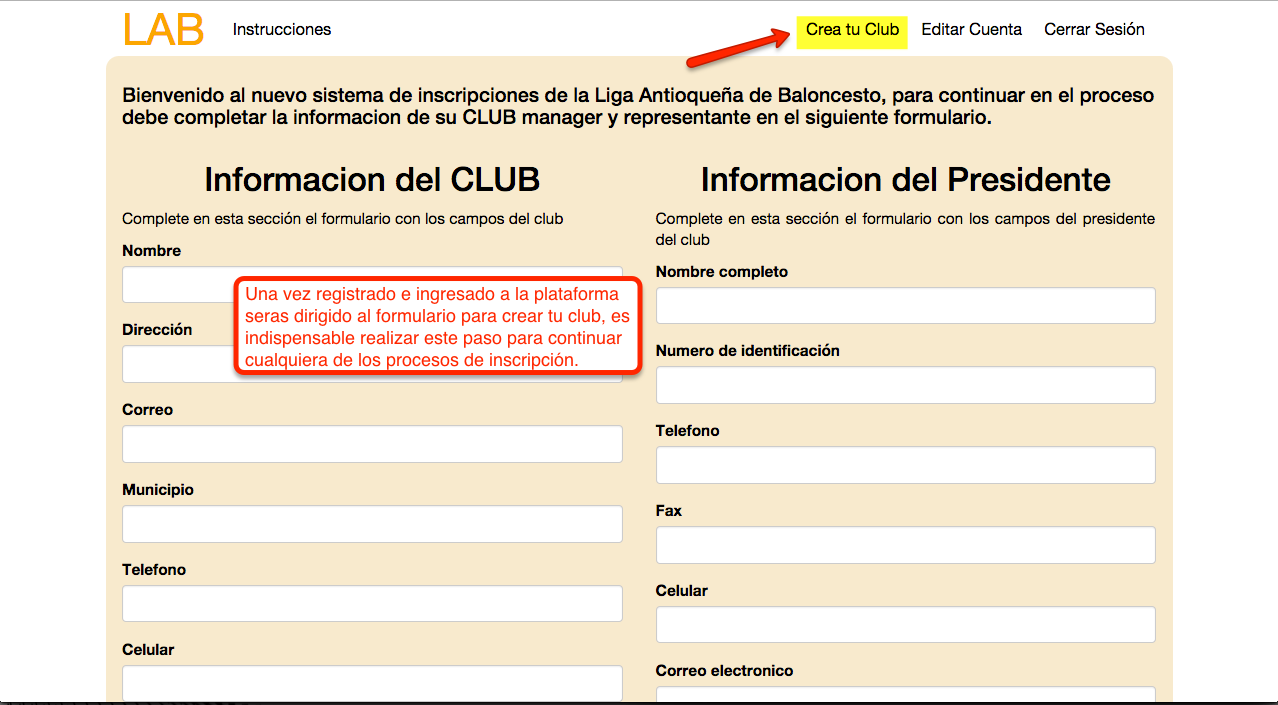 LAB
Instrucciones
Crea tu Club
Editar Cuenta
Cerrar Sesión
Bienvenido al nuevo sistema de inscripciones de la Liga Antioqueña de Baloncesto, para continuar en el proceso
debe completar la informacion de su CLUB manager y representante en el siguiente formulario.
Informacion del CLUB
Complete en esta sección el formulario con los campos del club
Nombre
Una vez registrado e ingresado a la plataforma
seras dirigido al formulario para crear tu club, es
indispensable realizar este paso para continuar
cualquiera de los procesos de inscripción.
Dirección
Correo
Municipio
Telefono
Celular
Informacion del Presidente
Complete en esta sección el formulario con los campos del presidente
del club
Nombre completo
Numero de identificación
Telefono
Fax
Celular
Correo electronico